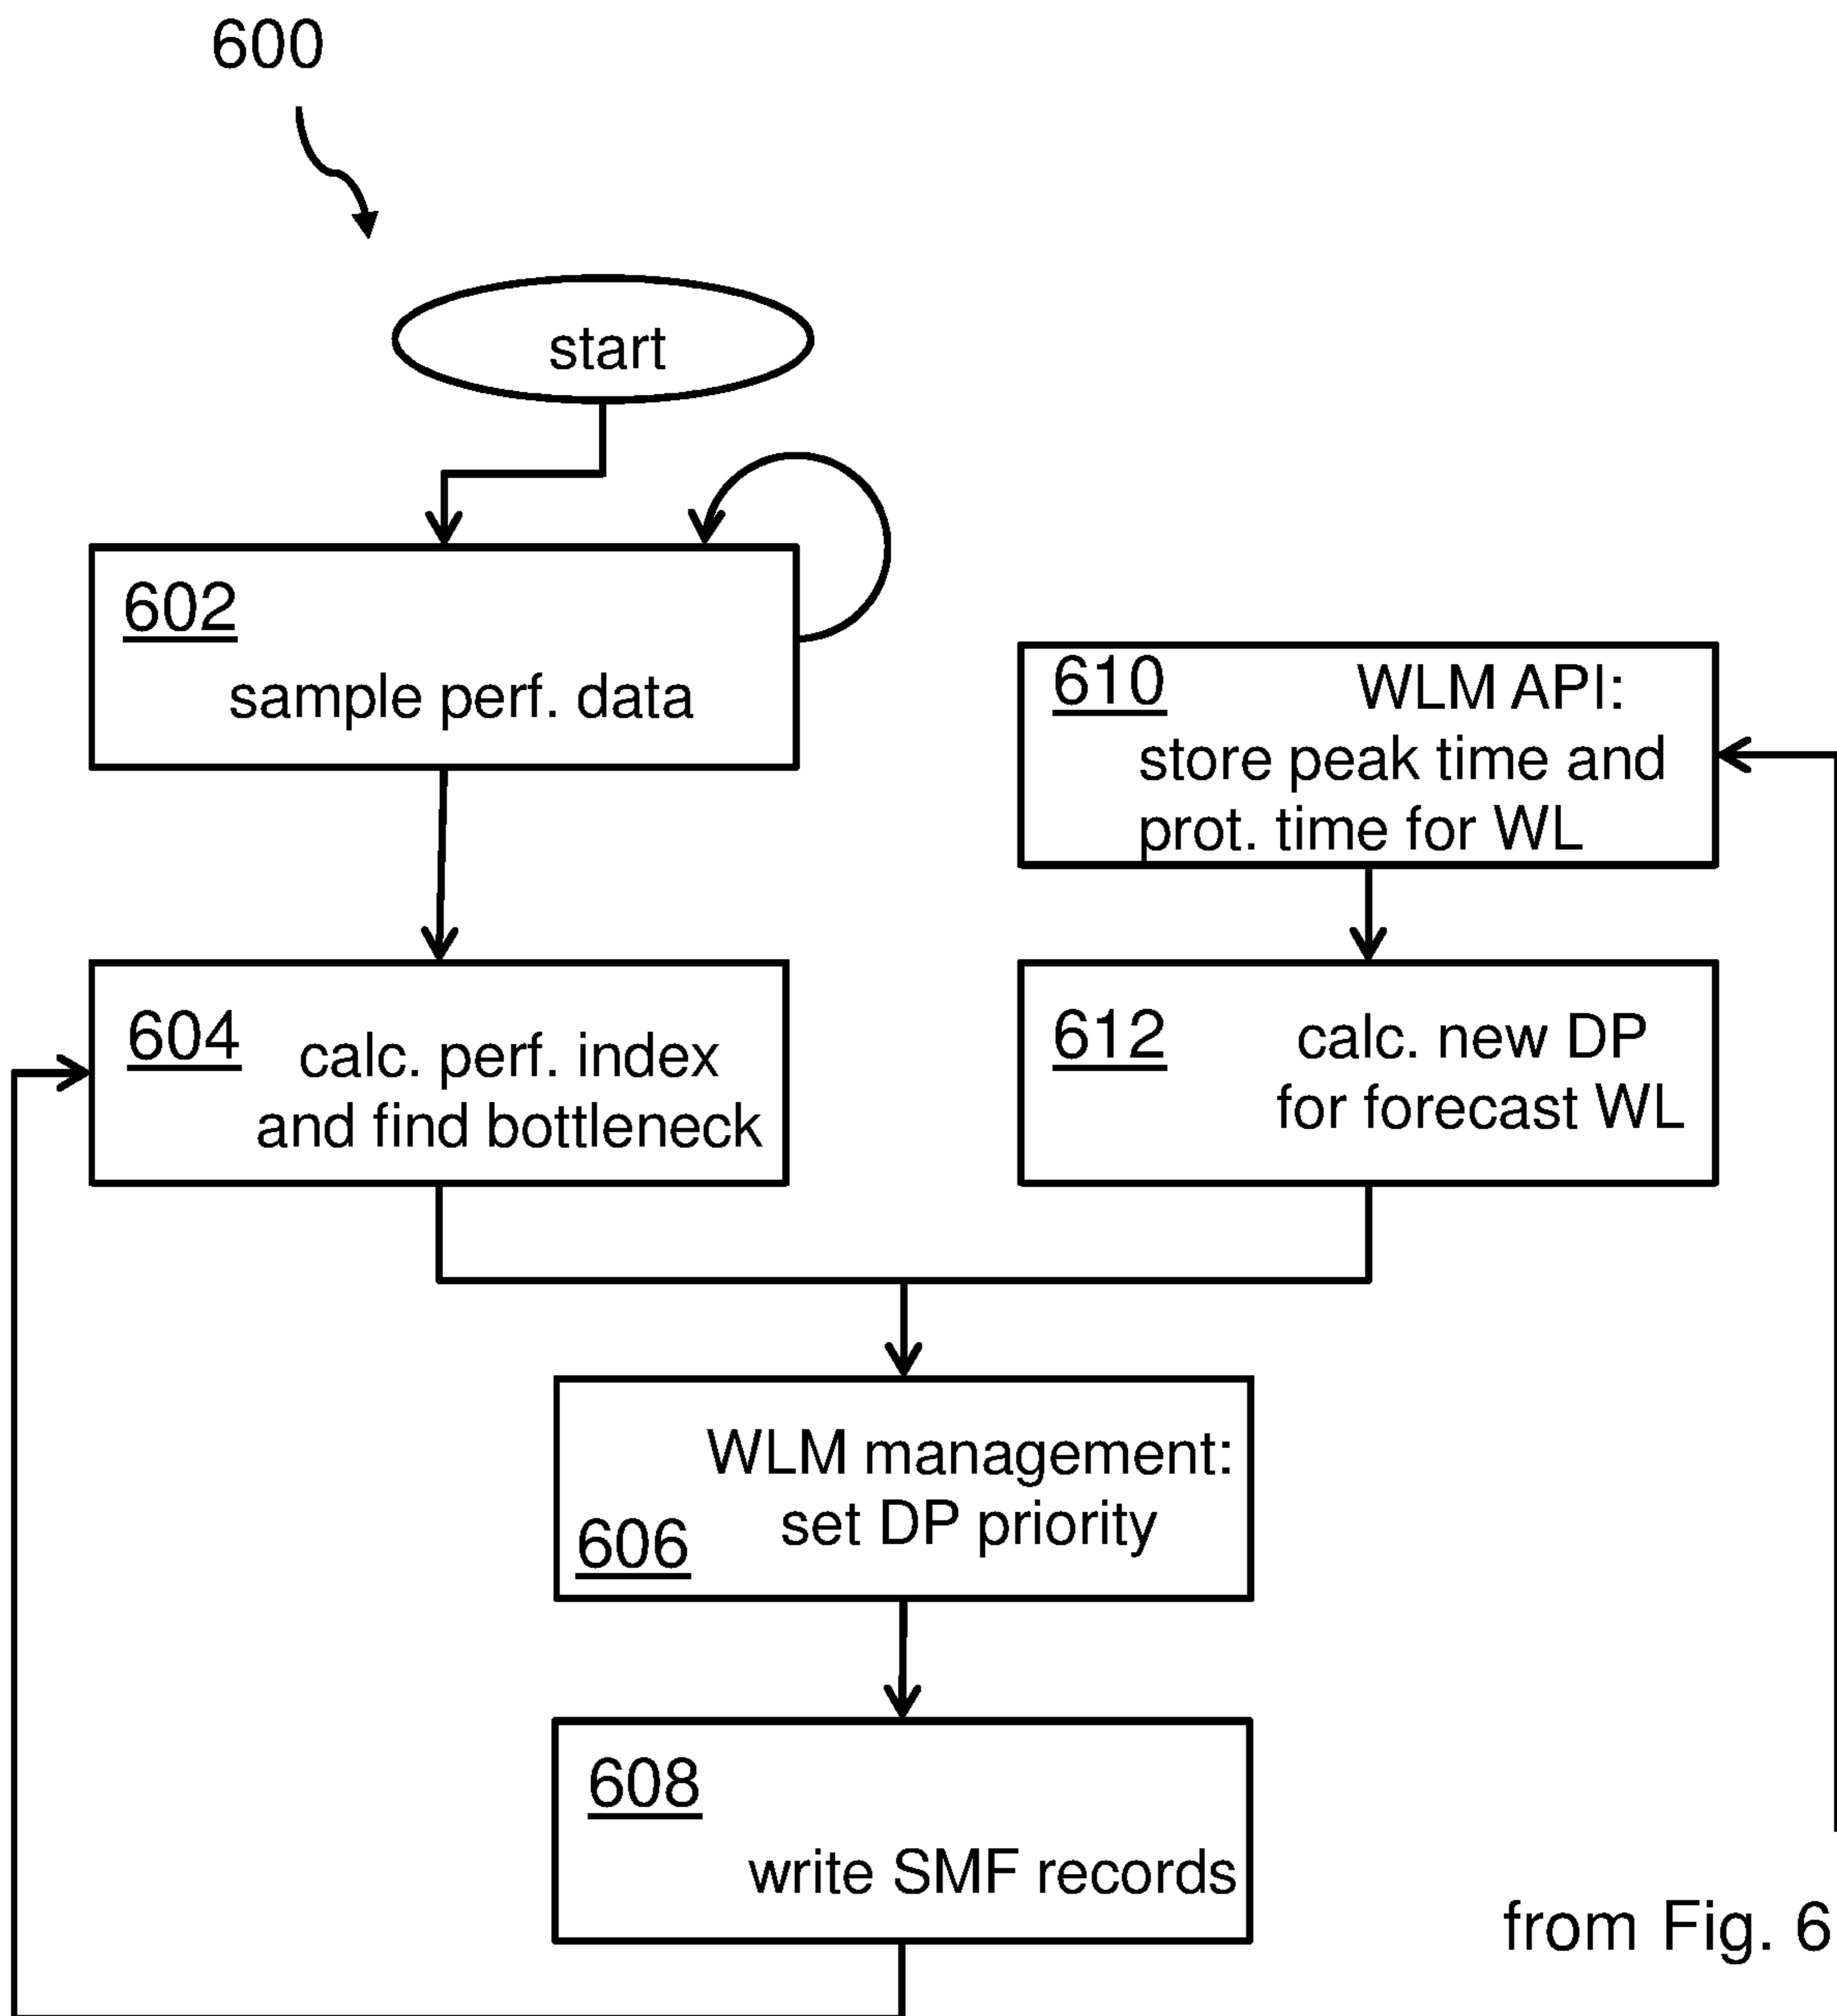 600
start
602
sample perf. data
610 WLM API:
store peak time and
prot. time for WL
604 calc. perf. index
and find bottleneck
612 calc. new DP
for forecast WL
WLM management:
set DP priority
606
608
write SMF records
from Fig. 6